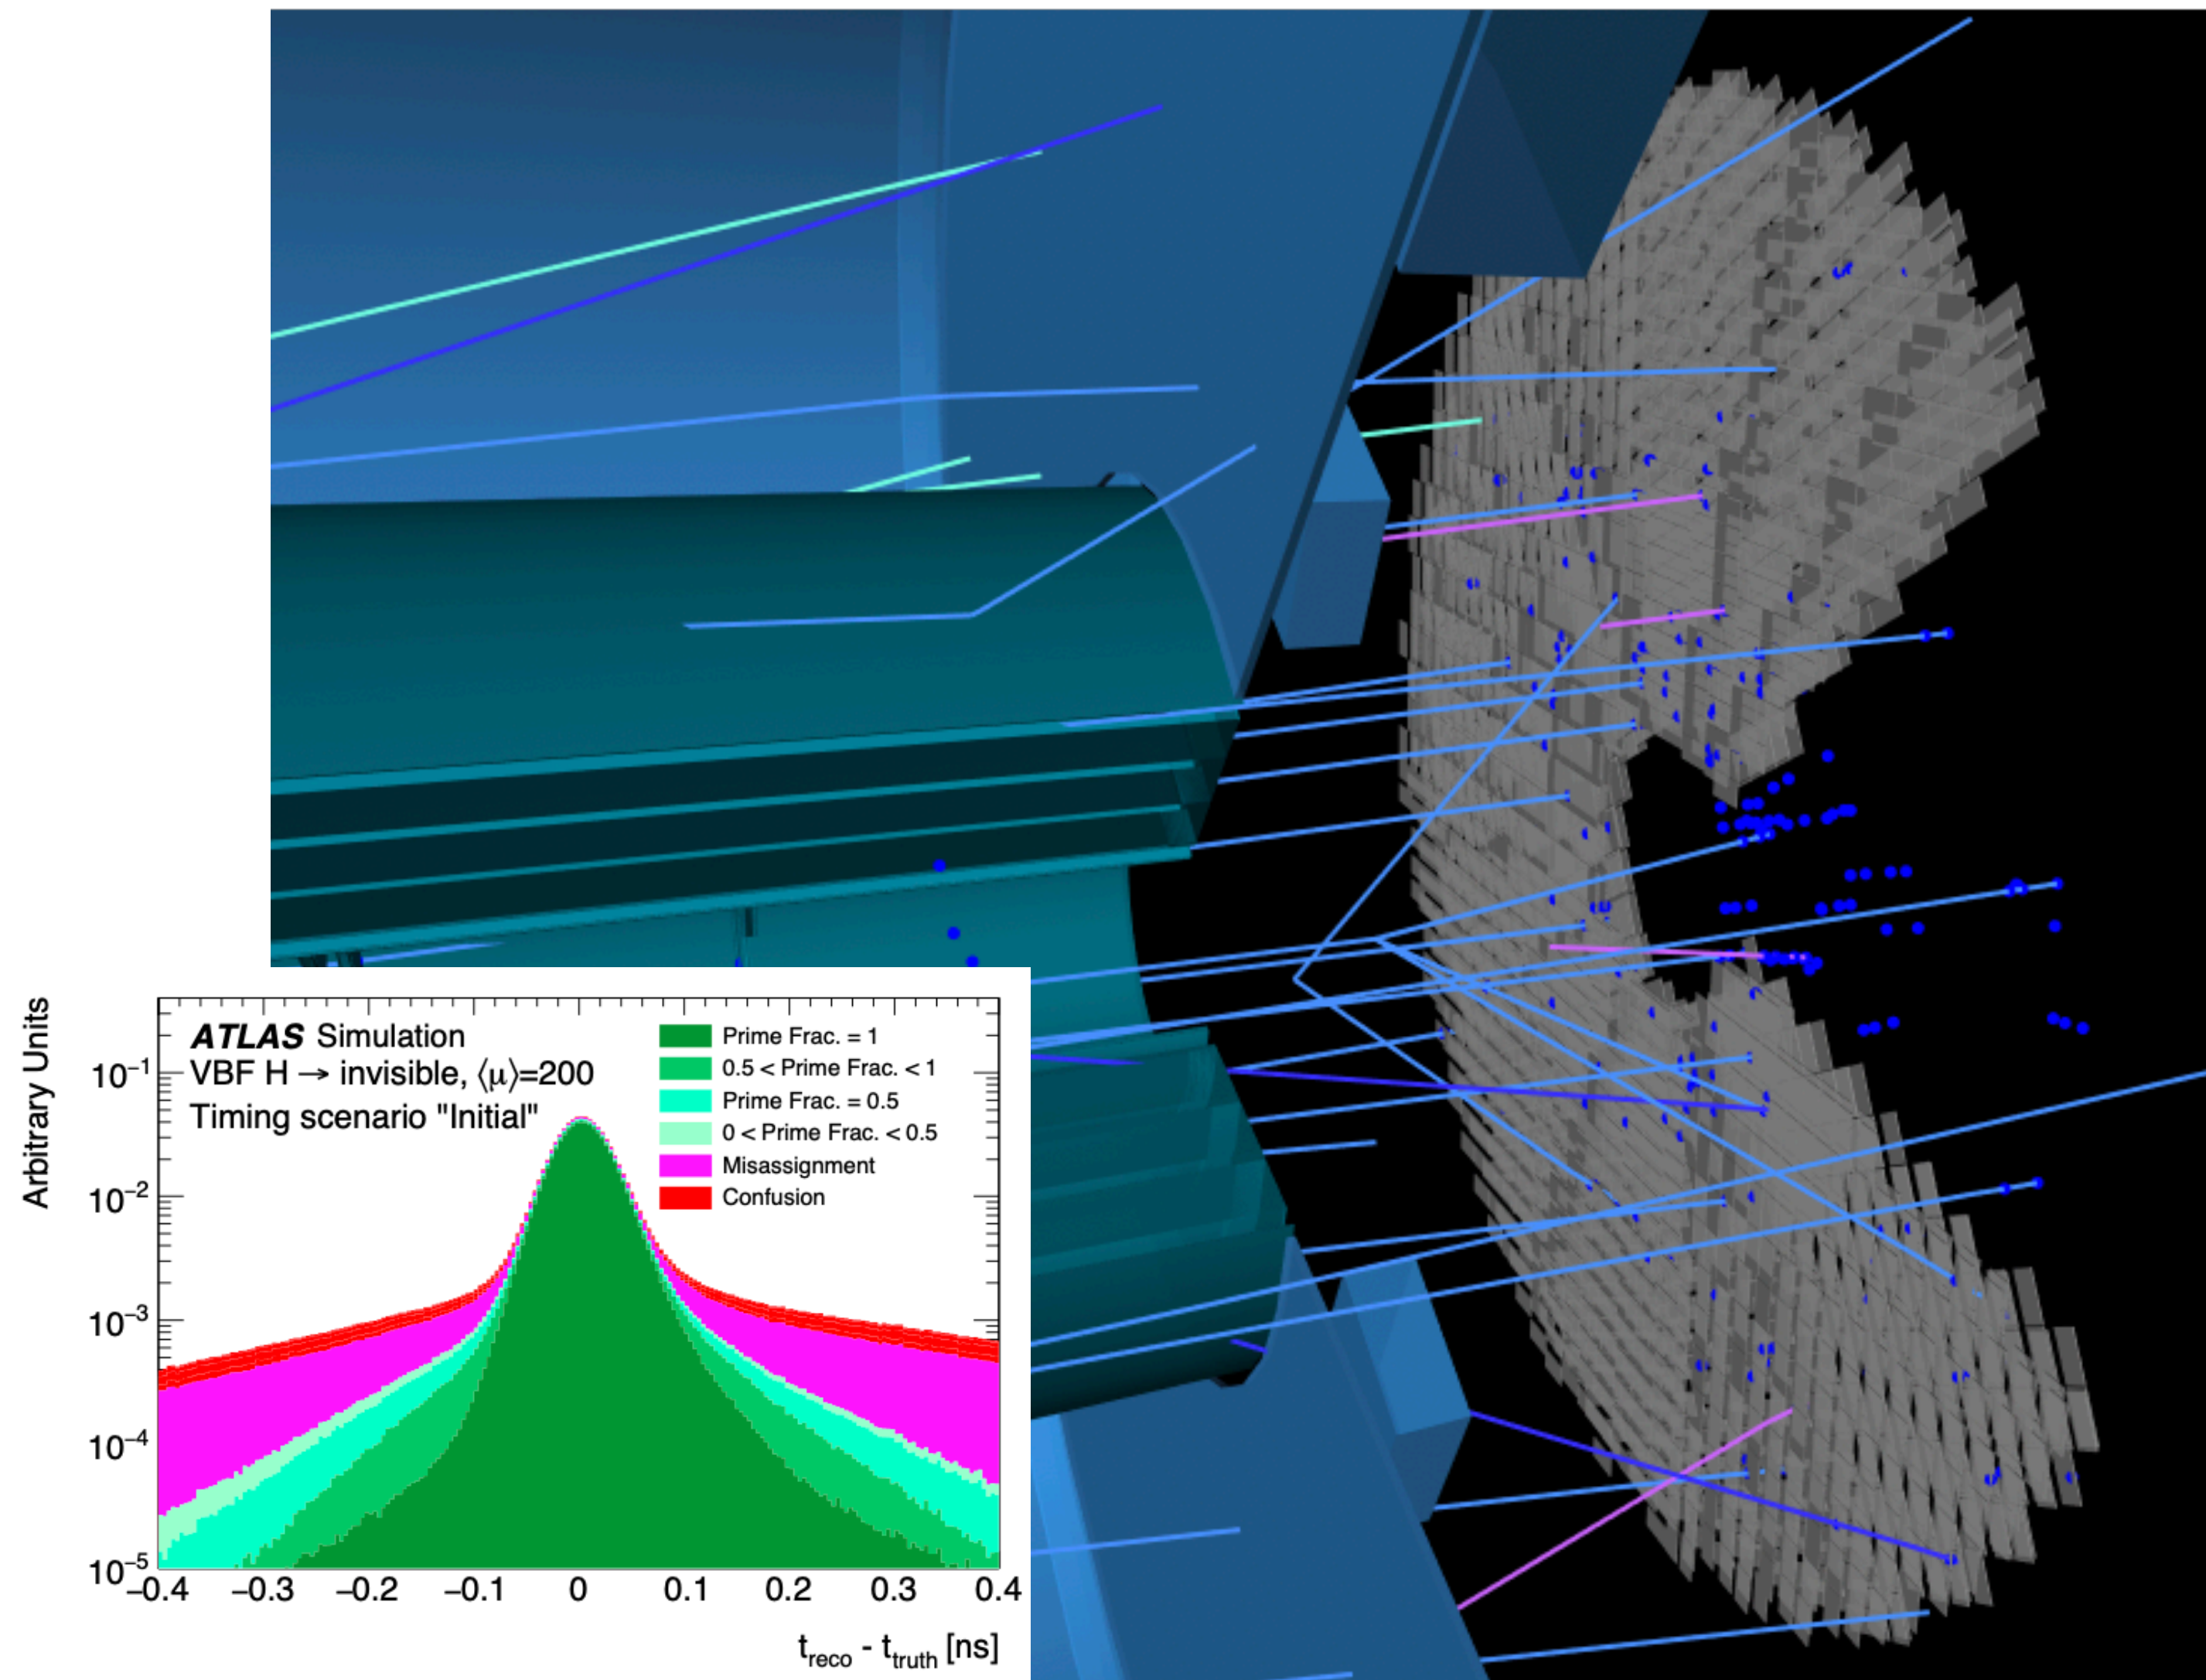 Arbitrary Units
ATLAS Simulation
VBF H → invisible, ⟨μ⟩=200
Timing scenario "Initial"
Prime Frac. = 1
0.5 < Prime Frac. < 1
Prime Frac. = 0.5
0 < Prime Frac. < 0.5
Misassignment
Confusion
10⁻¹
10⁻²
10⁻³
10⁻⁴
10⁻⁵
−0.4 −0.3 −0.2 −0.1 0 0.1 0.2 0.3 0.4
t_reco - t_truth [ns]